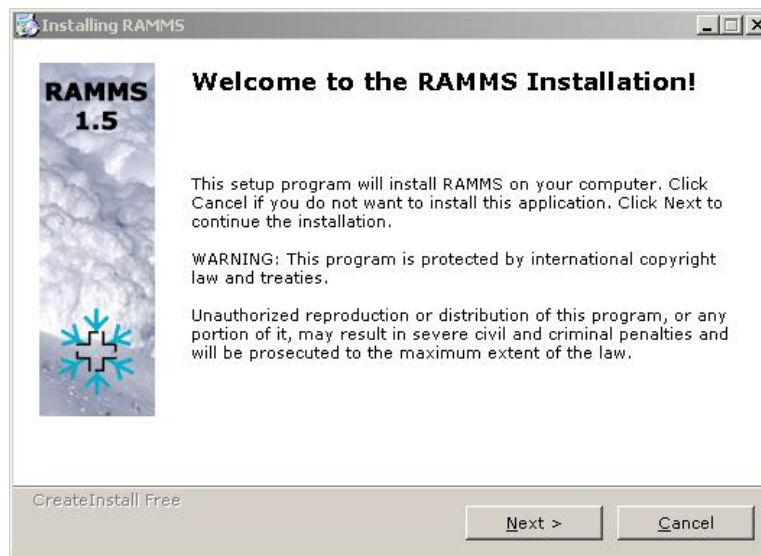 Installing RAMMS
RAMMS
1.5
Welcome to the RAMMS Installation!
This setup program will install RAMMS on your computer. Click
Cancel if you do not want to install this application. Click Next to
continue the installation.
WARNING: This program is protected by international copyright
law and treaties.
Unauthorized reproduction or distribution of this program, or any
portion of it, may result in severe civil and criminal penalties and
will be prosecuted to the maximum extent of the law.
CreateInstall Free
Next >
Cancel